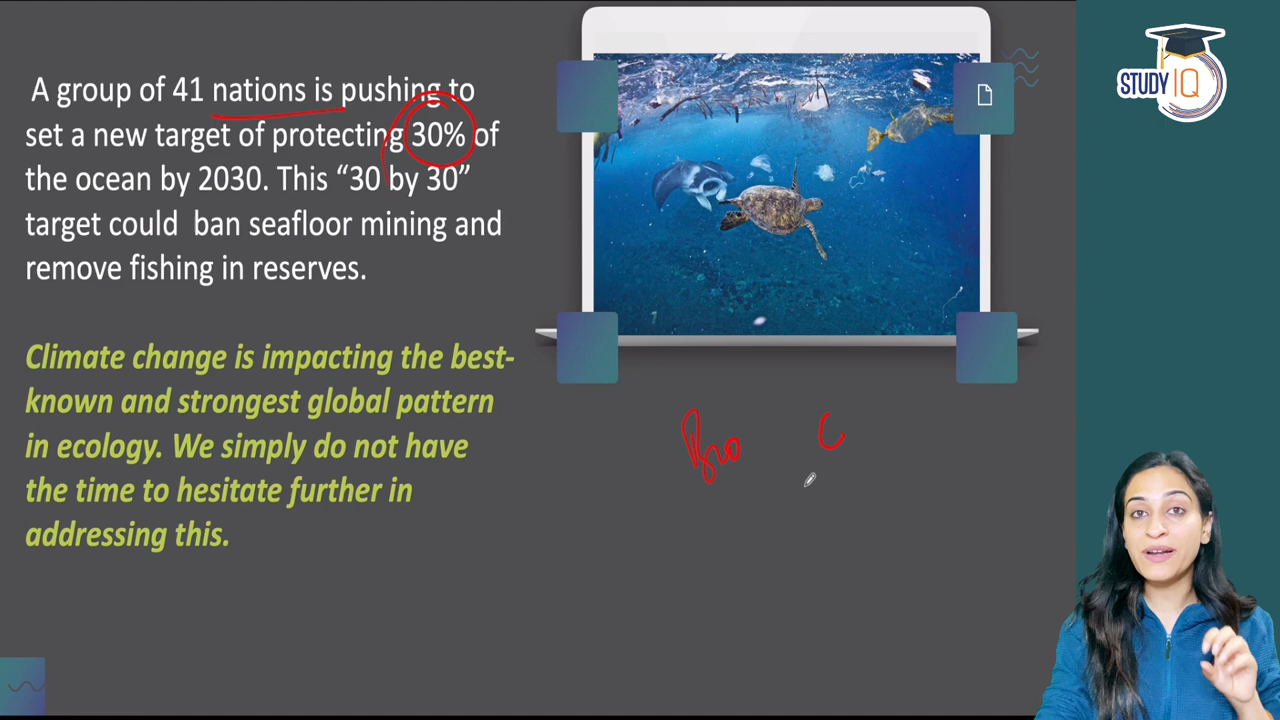 A group of 41 nations is pushing to
set a new target of protecting 30% of
the ocean by 2030. This “30 by 30”
target could ban seafloor mining and
remove fishing in reserves.
Climate change is impacting the best-
known and strongest global pattern
in ecology. We simply do not have
the time to hesitate further in
addressing this.
STUDY IQ
Bio C